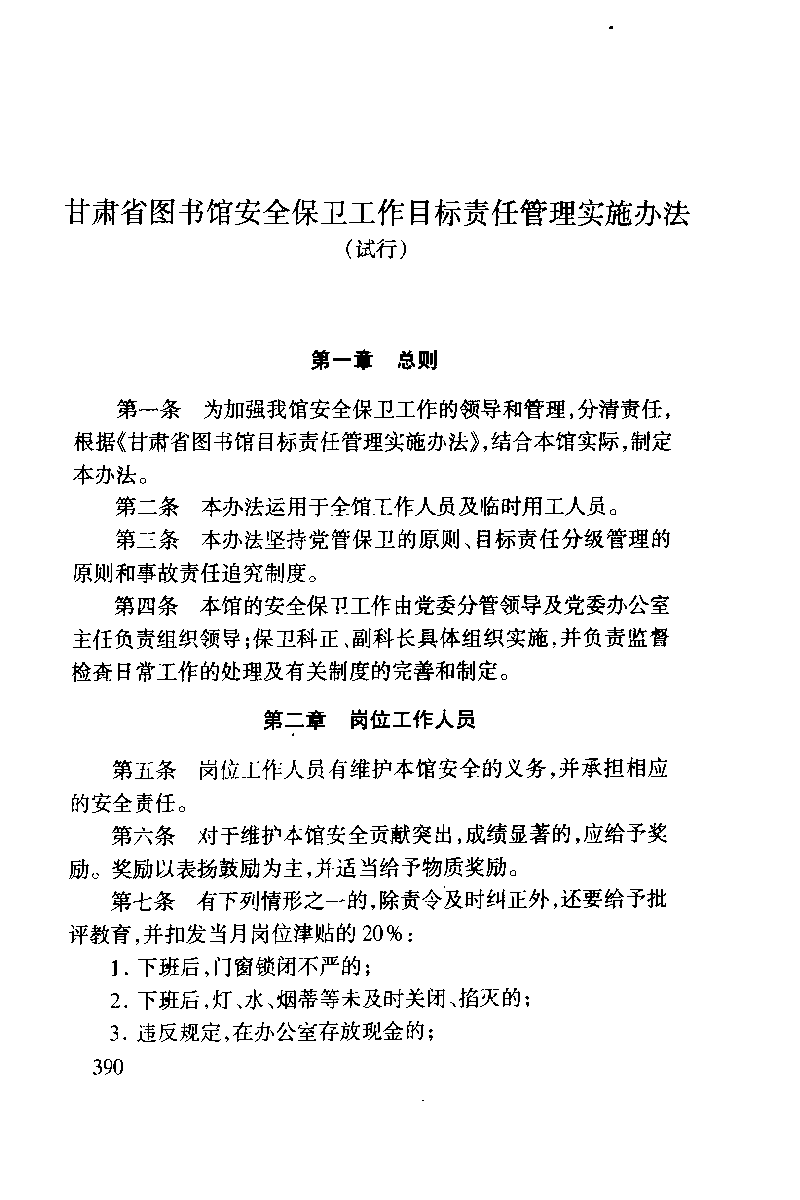 甘肃省图书馆安全保卫工作目标责任管理实施办法
（试行）
第一章　总则
第一条　为加强我馆安全保卫工作的领导和管理,分清责任,
根据《甘肃省图书馆目标责任管理实施办法》,结合本馆实际,制定
本办法。
第二条　本办法运用于全馆工作人员及临时用工人员。
第三条　本办法坚持党管保卫的原则、目标责任分级管理的
原则和事故责任追究制度。
第四条　本馆的安全保卫工作由党委分管领导及党委办公室
主任负责组织领导;保卫科正、副科长具体组织实施,并负责监督
检查日常工作的处理及有关制度的完善和制定。
第二章　岗位工作人员
第五条　岗位工作人员有维护本馆安全的义务,并承担相应
的安全责任。
第六条　对于维护本馆安全贡献突出,成绩显著的,应给予奖
励。奖励以表扬鼓励为主,并适当给予物质奖励。
第七条　有下列情形之一的,除责令及时纠正外,还要给予批
评教育,并扣发当月岗位津贴的20%:
1. 下班后,门窗锁闭不严的;
2. 下班后,灯、水、烟蒂等未及时关闭、掐灭的;
3. 违反规定,在办公室存放现金的;
390